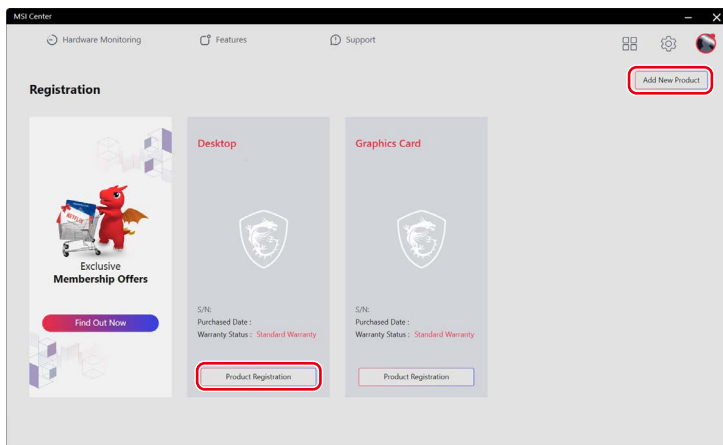 MSI Center
Hardware Monitoring
Features
Support
Add New Product
Registration
Desktop
Graphics Card
NETFLIX
Exclusive
Membership Offers
Find Out Now
S/N:
Purchased Date :
Warranty Status : Standard Warranty
Product Registration
S/N:
Purchased Date :
Warranty Status : Standard Warranty
Product Registration